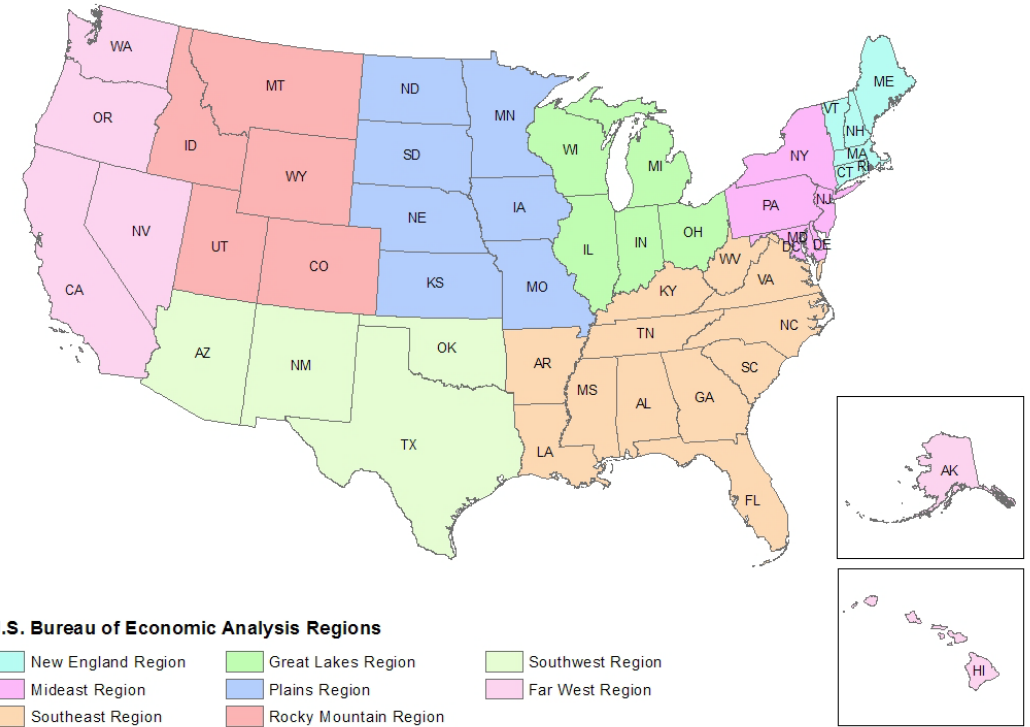 WA
MT
ND
MN
ME
VT
NH
MA
RI
CT
OR
ID
SD
WI
MI
NY
WY
NE
IA
PA
NJ
NV
UT
CO
KS
IL
IN
OH
MD
DC
DE
WV
VA
MO
KY
CA
AZ
NM
OK
TN
NC
AR
SC
MS
AL
GA
TX
LA
FL
AK
HI
.S. Bureau of Economic Analysis Regions
New England Region
Great Lakes Region
Southwest Region
Mideast Region
Plains Region
Far West Region
Southeast Region
Rocky Mountain Region